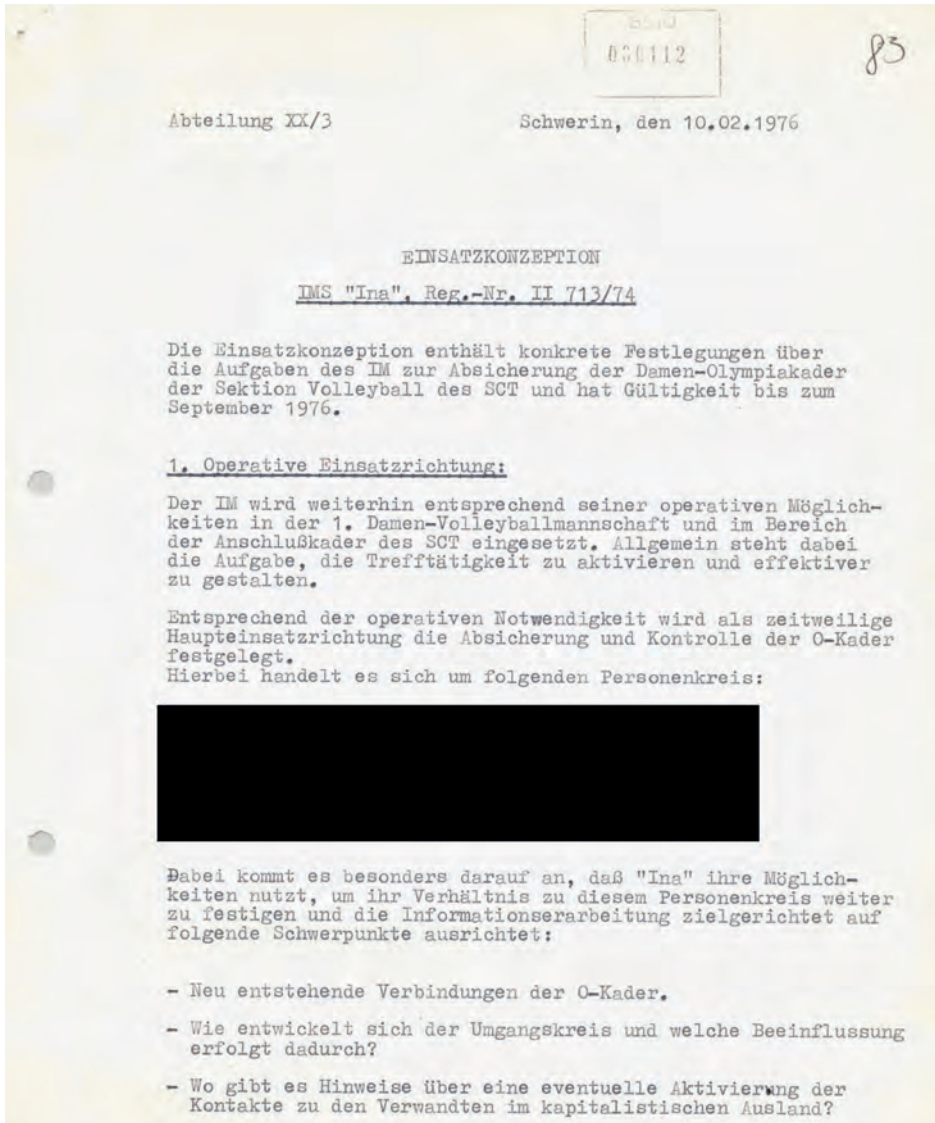 BStU
000112
83
Abteilung XX/3 Schwerin, den 10.02.1976
EINSATZKONZEPTION
IMS "Ina", Reg.-Nr. II 713/74
Die Einsatzkonzeption enthält konkrete Festlegungen über
die Aufgaben des IM zur Absicherung der Damen-Olympiakader
der Sektion Volleyball des SCT und hat Gültigkeit bis zum
September 1976.
1. Operative Einsatzrichtung:
Der IM wird weiterhin entsprechend seiner operativen Möglich-
keiten in der 1. Damen-Volleyballmannschaft und im Bereich
der Anschlußkader des SCT eingesetzt. Allgemein steht dabei
die Aufgabe, die Trefftätigkeit zu aktivieren und effektiver
zu gestalten.
Entsprechend der operativen Notwendigkeit wird als zeitweilige
Haupteinsatzrichtung die Absicherung und Kontrolle der O-Kader
festgelegt.
Hierbei handelt es sich um folgenden Personenkreis:
Dabei kommt es besonders darauf an, daß "Ina" ihre Möglich-
keiten nutzt, um ihr Verhältnis zu diesem Personenkreis weiter
zu festigen und die Informationserarbeitung zielgerichtet auf
folgende Schwerpunkte ausrichtet:
- Neu entstehende Verbindungen der O-Kader.
- Wie entwickelt sich der Umgangskreis und welche Beeinflussung
erfolgt dadurch?
- Wo gibt es Hinweise über eine eventuelle Aktivierung der
Kontakte zu den Verwandten im kapitalistischen Ausland?